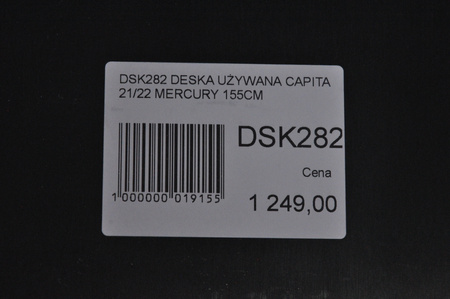 DSK282 DESKA UŻYWANA CAPITA
21/22 MERCURY 155CM
DSK282
Cena
1 249,00
1 000000 019155